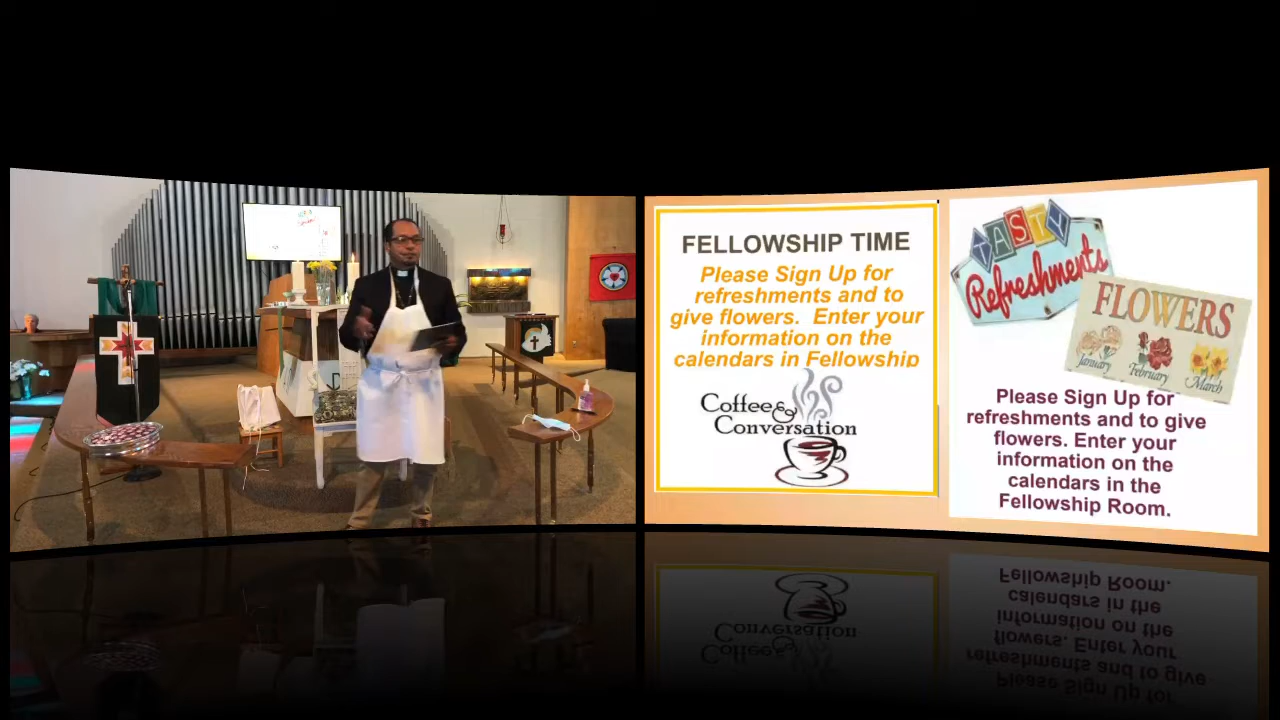 FELLOWSHIP TIME
Please Sign Up for
refreshments and to
give flowers. Enter your
information on the
calendars in Fellowship
Coffee &
Conversation
TASTY
Refreshments
FLOWERS
January
February
March
Please Sign Up for
refreshments and to give
flowers. Enter your
information on the
calendars in the
Fellowship Room.